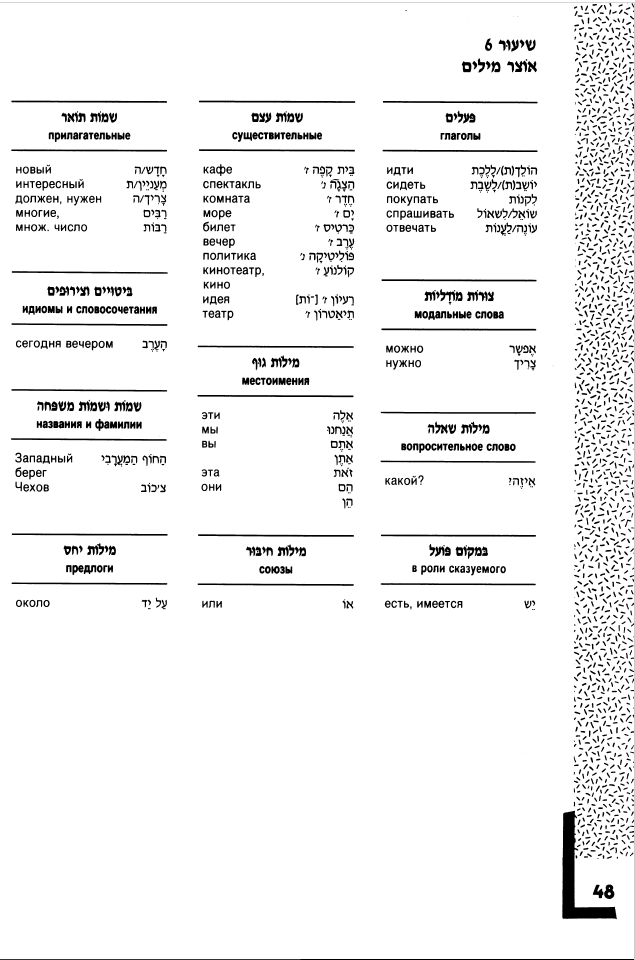 שיעור 6
אוצר מילים
פעלים
глаголы
הוֹלֵךְ(ת)/לָלֶכֶת идти
יוֹשֵׁב(ת)/לָשֶׁבֶת сидеть
לִקְנוֹת покупать
שׁוֹאֵל/לִשְׁאוֹל спрашивать
עוֹנֶה/לַעֲנוֹת отвечать
צורות מודליות
модальные слова
אֶפְשָׁר можно
צָרִיךְ нужно
מילות שאלה
вопросительное слово
אֵיזֶה? какой?
במקום פועל
в роли сказуемого
יֵשׁ есть, имеется
שמות עצם
существительные
בֵּית קָפֶה ז׳ кафе
הַצָּגָה נ׳ спектакль
חֶדֶר ז׳ комната
יָם ז׳ море
כַּרְטִיס ז׳ билет
עֶרֶב ז׳ вечер
פּוֹלִיטִיקָה נ׳ политика
קוֹלְנוֹעַ ז׳ кинотеатр,
кино
רַעְיוֹן ז׳ [־וֹת] идея
תֵּיאַטְרוֹן ז׳ театр
מילות גוף
местоимения
אֵלֶּה эти
אֲנַחְנוּ мы
אַתֶּם вы
אַתֶּן
זֹאת эта
הֵם они
הֵן
מילות חיבור
союзы
אוֹ или
שמות תואר
прилагательные
חָדָשׁ/ה новый
מְעַנְיֵין/ת интересный
צָרִיךְ/ה должен, нужен
רַבִּים многие,
רַבּוֹת множ. число
ביטויים וצירופים
идиомы и словосочетания
הָעֶרֶב сегодня вечером
שמות ושמות משפחה
названия и фамилии
הַחוֹף הַמַּעֲרָבִי Западный
берег
צ׳כוֹב Чехов
מילות יחס
предлоги
עַל יַד около
48